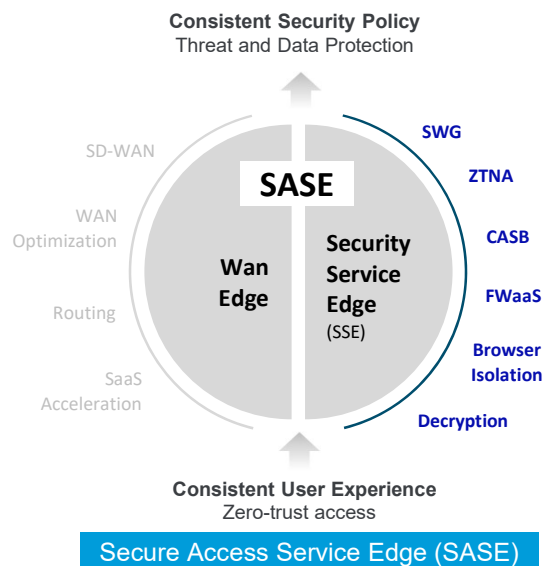 Consistent Security Policy
Threat and Data Protection
SD-WAN
WAN
Optimization
Routing
SaaS
Acceleration
SASE
Wan
Edge
Security
Service
Edge
(SSE)
SWG
ZTNA
CASB
FWaaS
Browser
Isolation
Decryption
Consistent User Experience
Zero-trust access
Secure Access Service Edge (SASE)